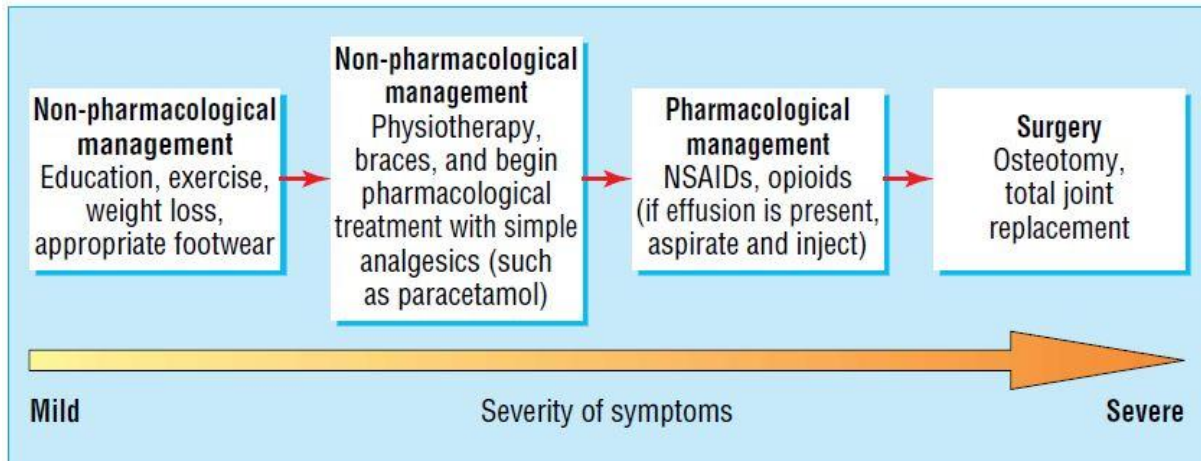 Non-pharmacological
management
Education, exercise,
weight loss,
appropriate footwear
Non-pharmacological
management
Physiotherapy,
braces, and begin
pharmacological
treatment with simple
analgesics (such
as paracetamol)
Pharmacological
management
NSAIDs, opioids
(if effusion is present,
aspirate and inject)
Surgery
Osteotomy,
total joint
replacement
Mild
Severity of symptoms
Severe